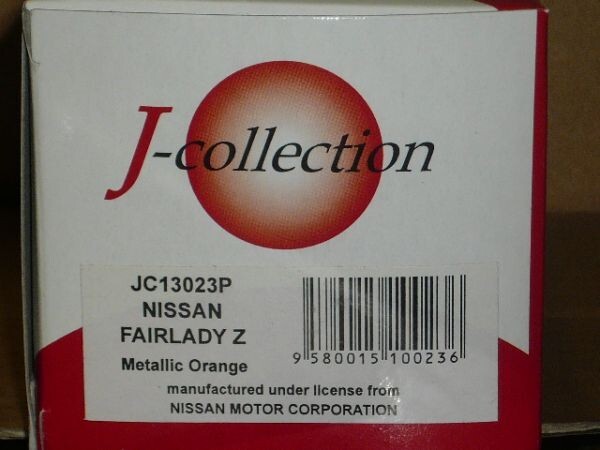 J-collection
JC13023P
NISSAN
FAIRLADY Z
Metallic Orange
9 580015 100236
manufactured under license from
NISSAN MOTOR CORPORATION